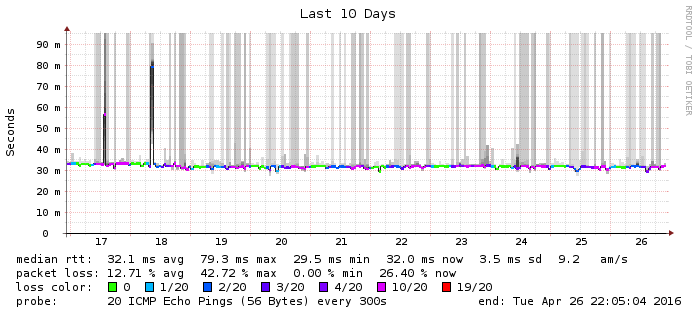 Last 10 Days
RRDTOOL / TOBI OETIKER
Seconds
90 m
80 m
70 m
60 m
50 m
40 m
30 m
20 m
10 m
0
17 18 19 20 21 22 23 24 25 26
median rtt: 32.1 ms avg 79.3 ms max 29.5 ms min 32.0 ms now 3.5 ms sd 9.2 am/s
packet loss: 12.71 % avg 42.72 % max 0.00 % min 26.40 % now
loss color: 0 1/20 2/20 3/20 4/20 10/20 19/20
probe: 20 ICMP Echo Pings (56 Bytes) every 300s end: Tue Apr 26 22:05:04 2016